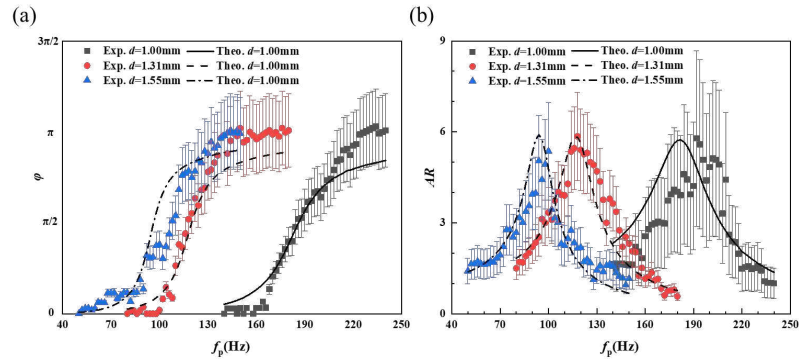 (a)
3π/2
π
π/2
0
φ
Exp. d=1.00mm
Exp. d=1.31mm
Exp. d=1.55mm
Theo. d=1.00mm
Theo. d=1.00mm
Theo. d=1.00mm
40 70 100 130 160 190 220 250
fp(Hz)
(b)
9
6
3
0
AR
Exp. d=1.00mm
Exp. d=1.31mm
Exp. d=1.55mm
Theo. d=1.00mm
Theo. d=1.31mm
Theo. d=1.55mm
40 70 100 130 160 190 220 250
fp(Hz)